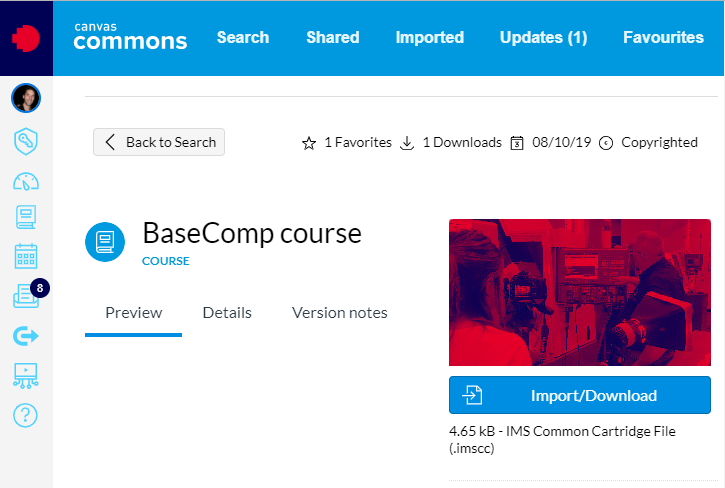 canvas
commons
Search
Shared
Imported
Updates (1)
Favourites
Back to Search
1 Favorites
1 Downloads
08/10/19
Copyrighted
BaseComp course
COURSE
8
Preview
Details
Version notes
Import/Download
4.65 kB - IMS Common Cartridge File
(.imscc)